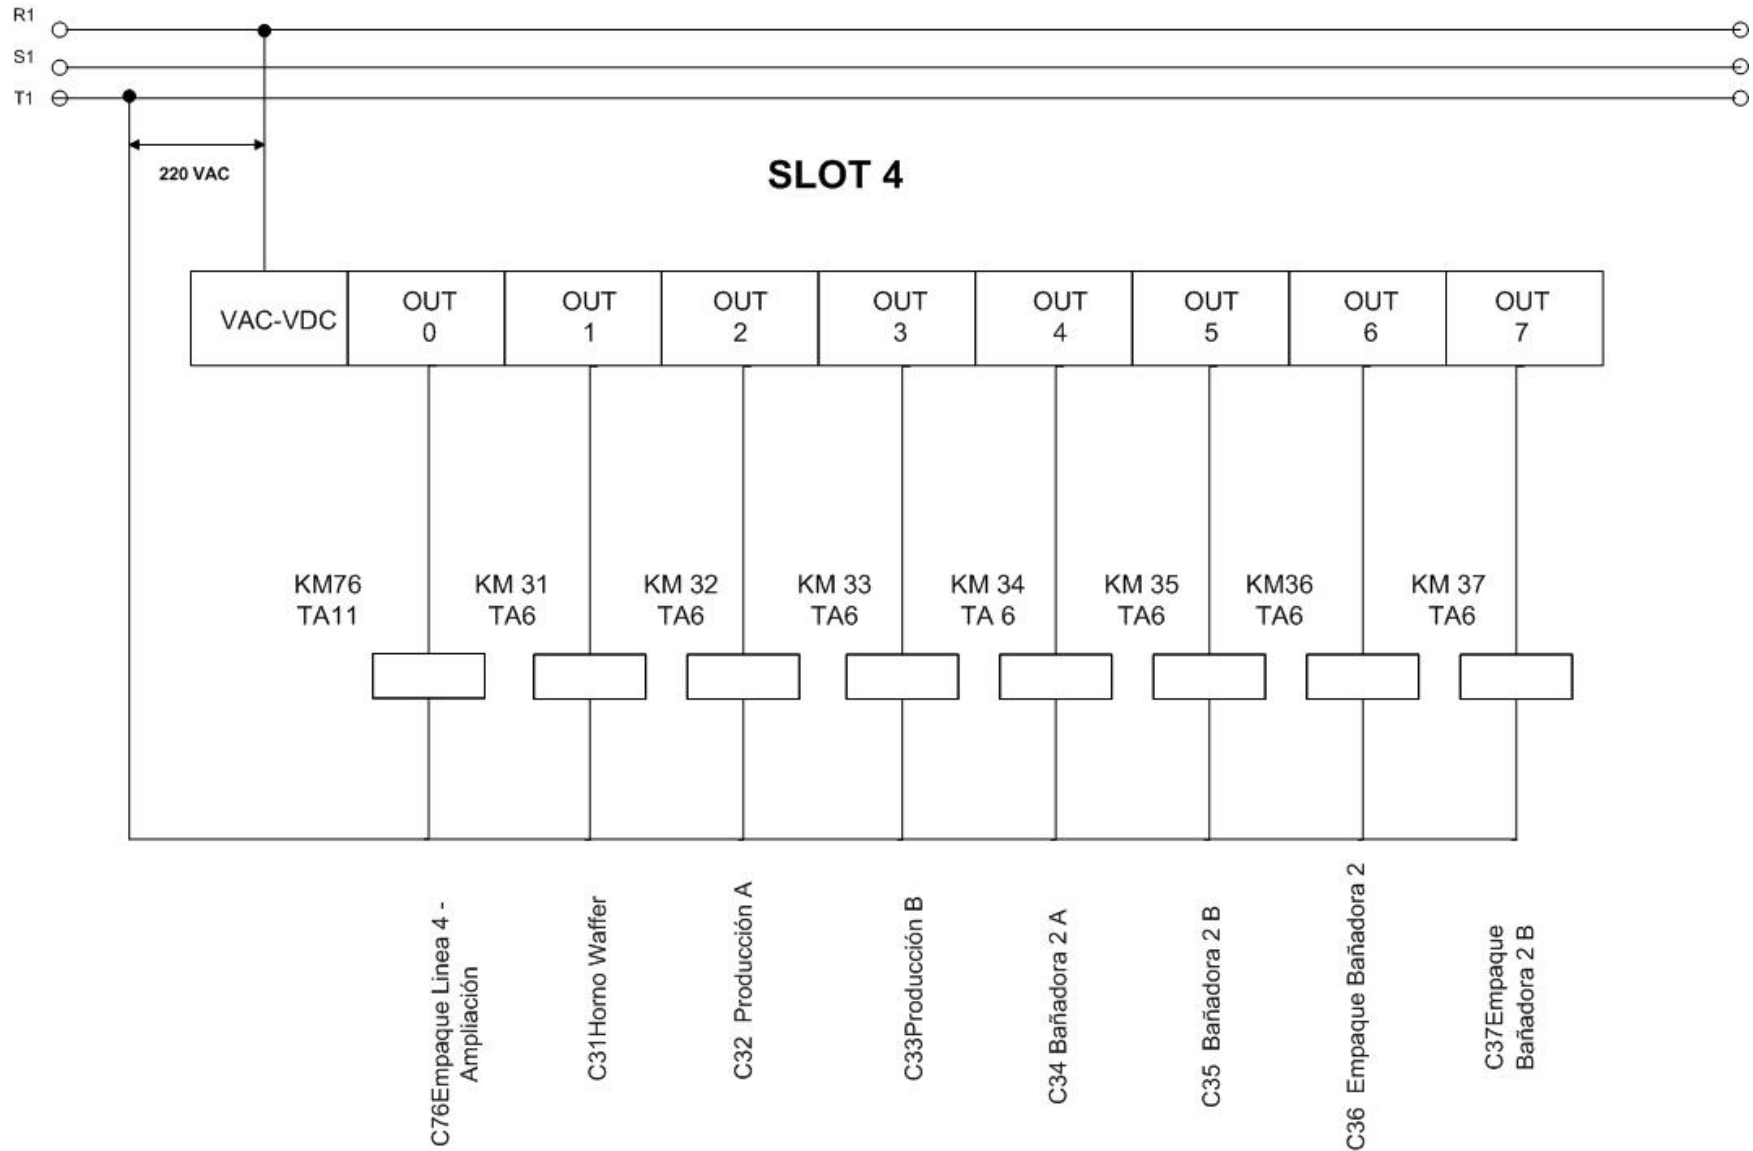 R1
S1
T1
220 VAC
SLOT 4
VAC-VDC
OUT
0
OUT
1
OUT
2
OUT
3
OUT
4
OUT
5
OUT
6
OUT
7
KM76
TA11
KM 31
TA6
KM 32
TA6
KM 33
TA6
KM 34
TA 6
KM 35
TA6
KM36
TA6
KM 37
TA6
C76Empaque Linea 4 -
Ampliación
C31Horno Waffer
C32 Producción A
C33Producción B
C34 Bañadora 2 A
C35 Bañadora 2 B
C36 Empaque Bañadora 2
C37Empaque
Bañadora 2 B